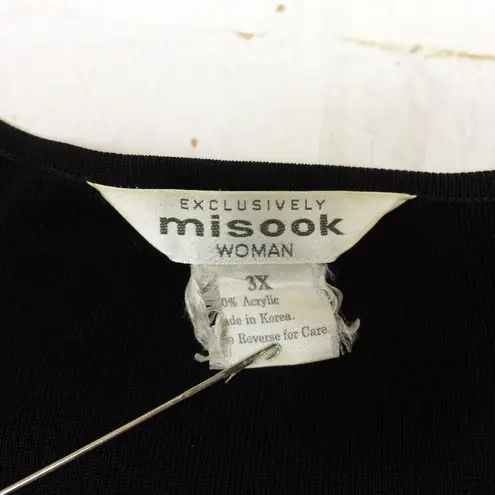 EXCLUSIVELY
misook
WOMAN
3X
0% Acrylic
ade in Korea.
Reverse for Care